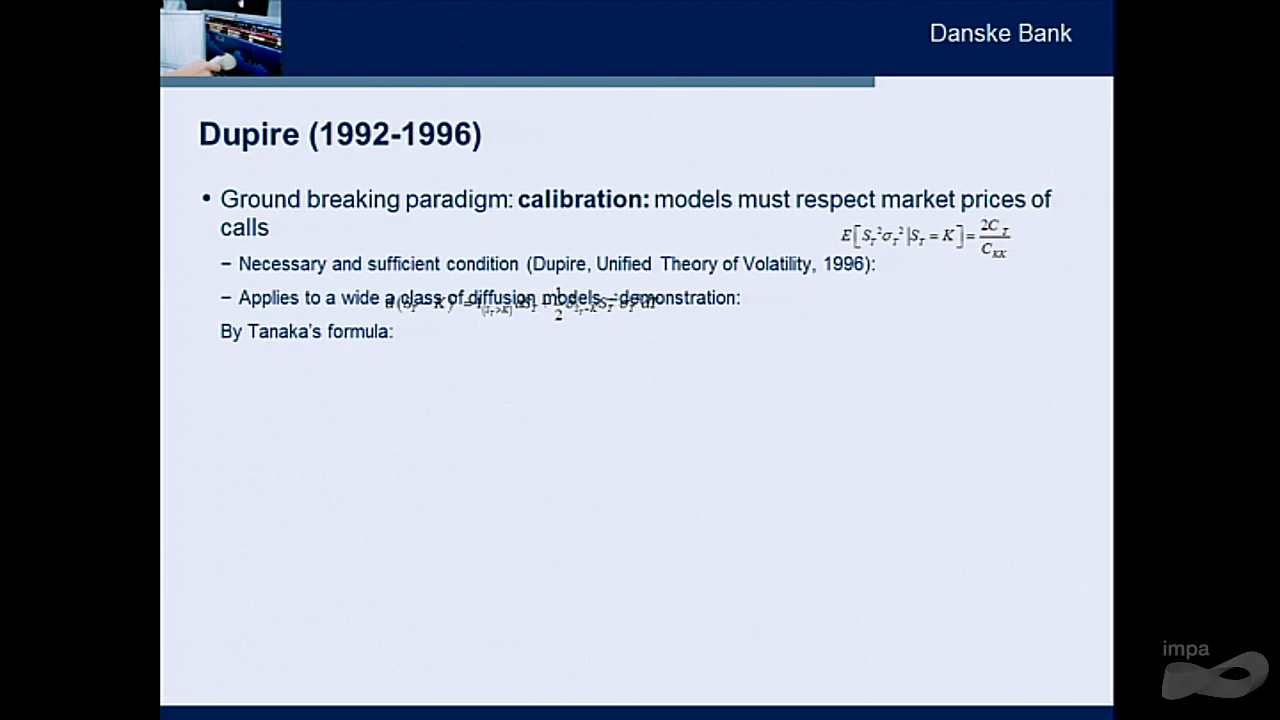 Danske Bank
Dupire (1992-1996)
• Ground breaking paradigm: calibration: models must respect market prices of
calls
E[S_T²σ_T²|S_T = K] = 2C_T / C_KK
− Necessary and sufficient condition (Dupire, Unified Theory of Volatility, 1996):
− Applies to a wide a class of diffusion models – demonstration:
By Tanaka's formula:
impa